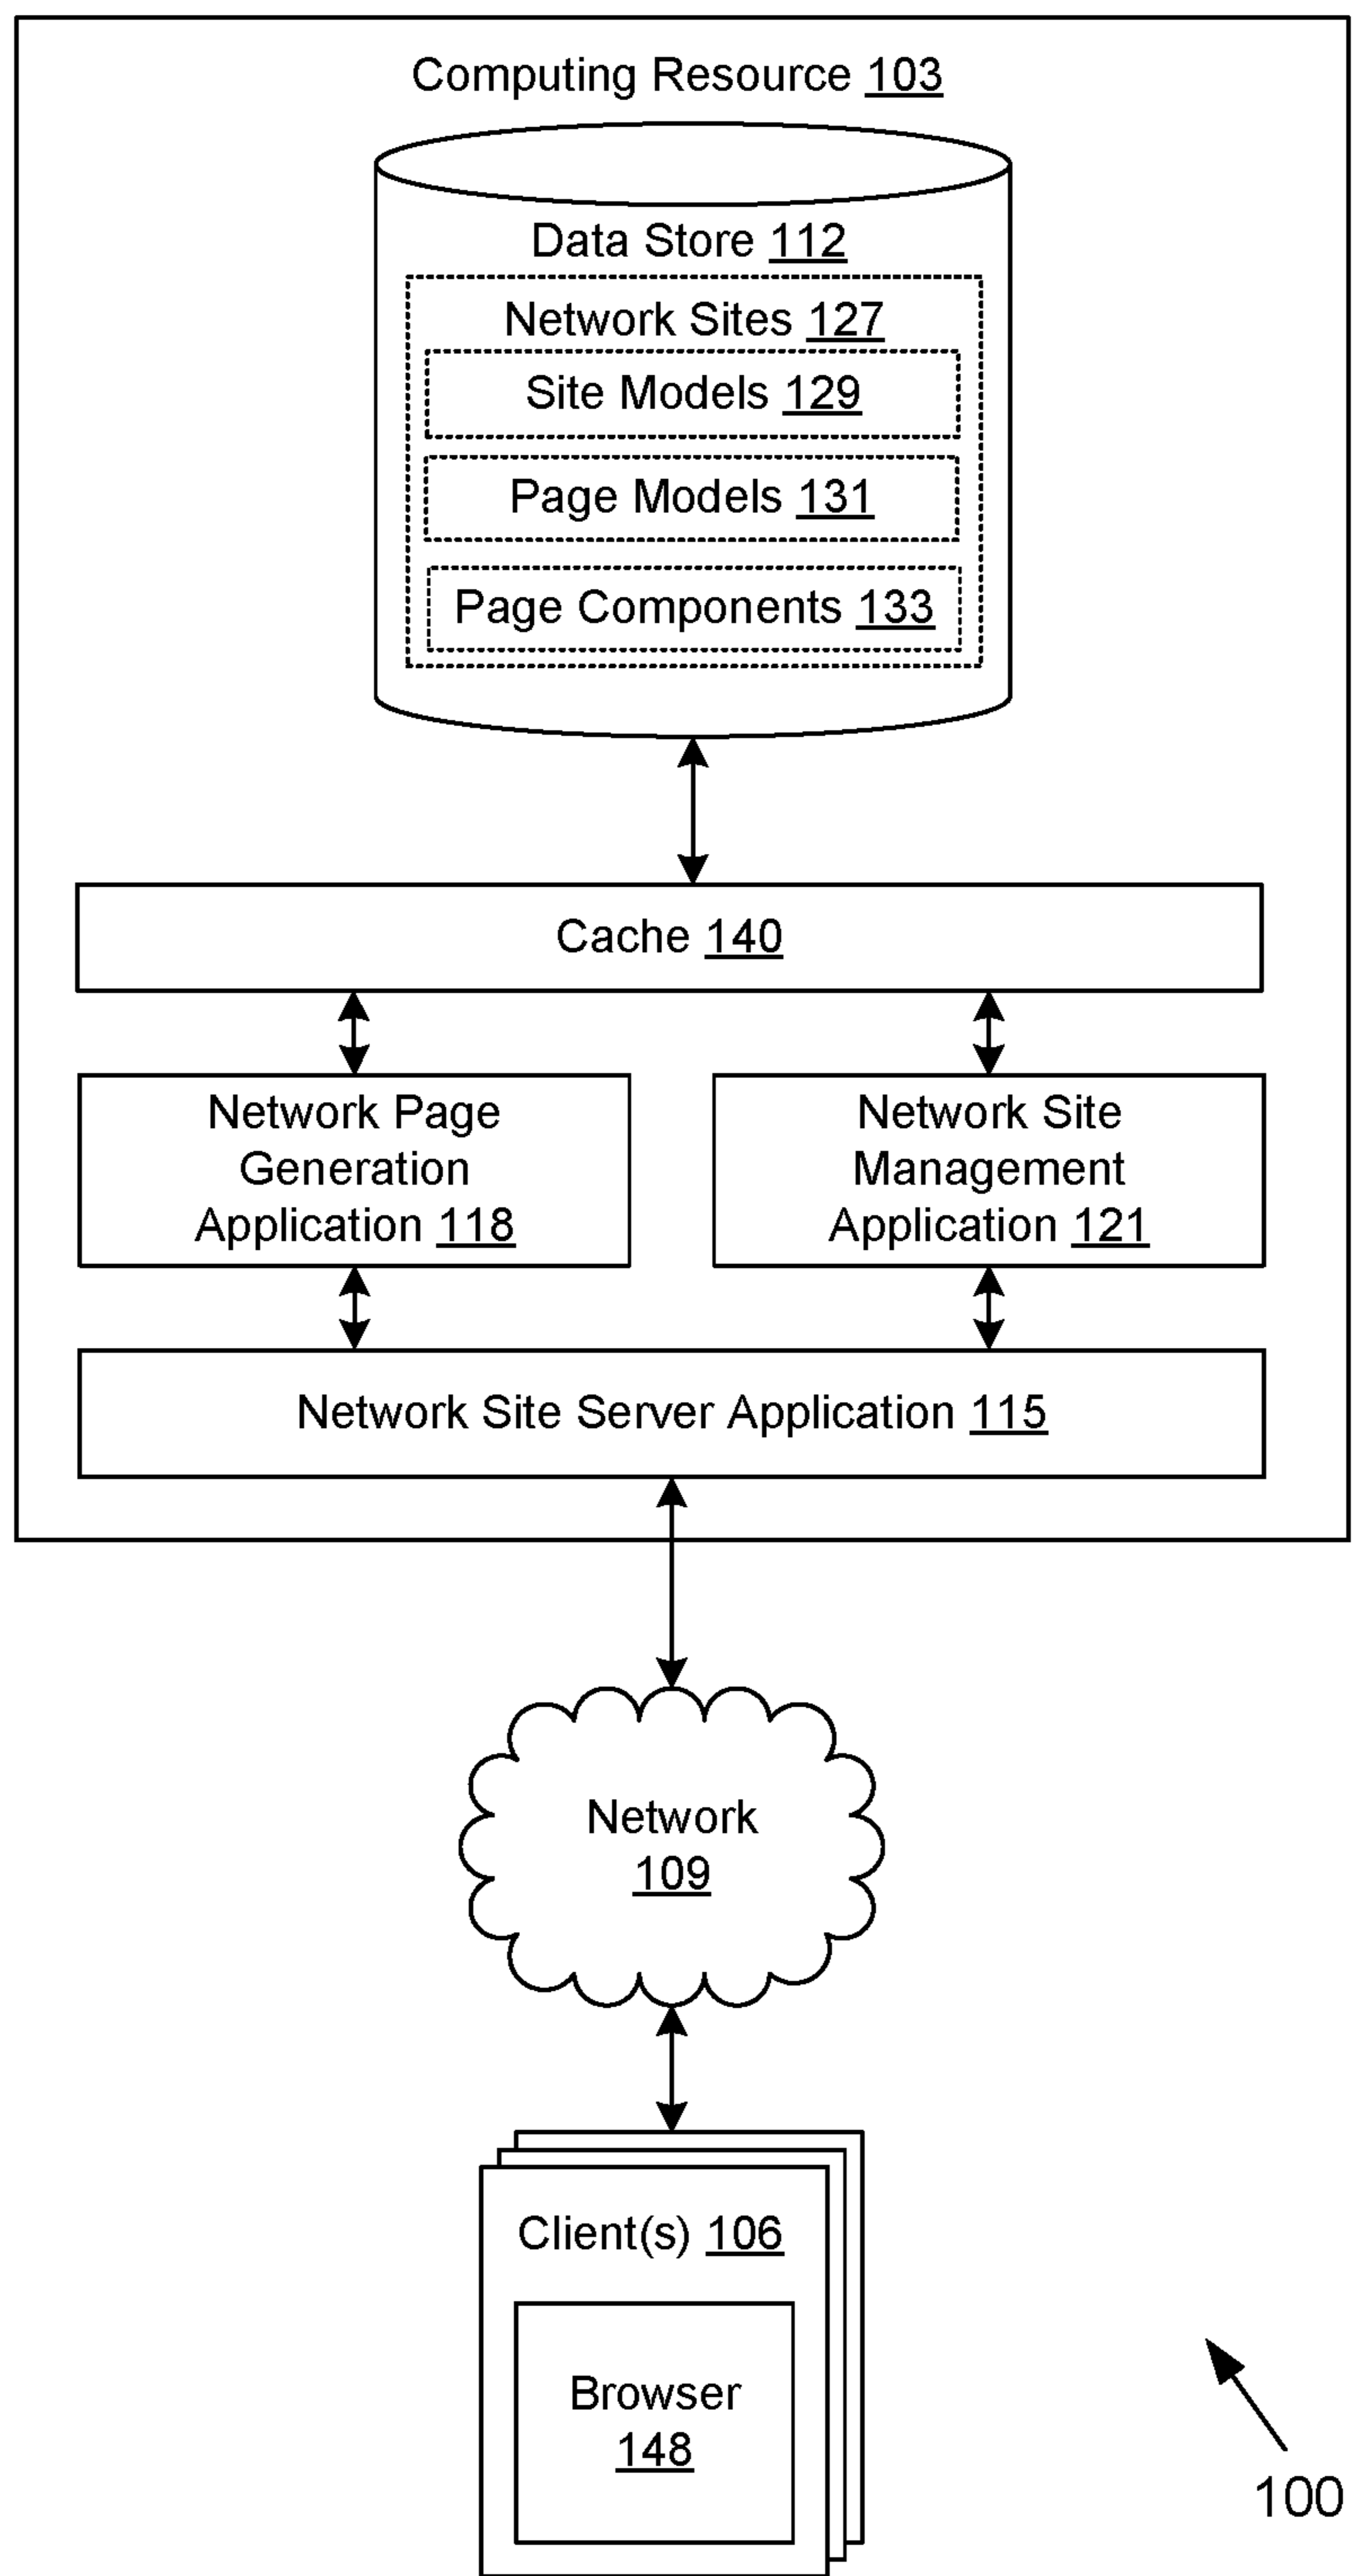 Computing Resource 103
Data Store 112
Network Sites 127
Site Models 129
Page Models 131
Page Components 133
Cache 140
Network Page
Generation
Application 118
Network Site
Management
Application 121
Network Site Server Application 115
Network
109
Client(s) 106
Browser
148
100